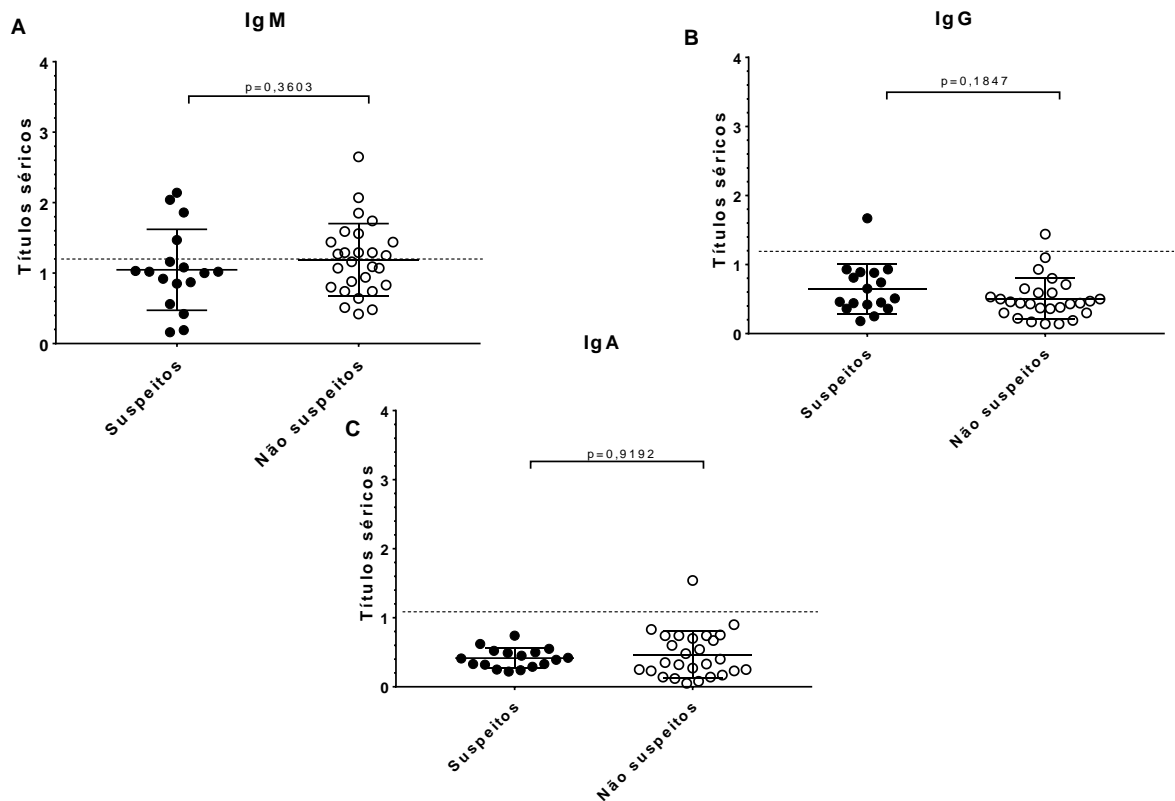 A
IgM
Títulos séricos
4
3
2
1
0
p=0,3603
Suspeitos
Não suspeitos
B
IgG
Títulos séricos
4
3
2
1
0
p=0,1847
Suspeitos
Não suspeitos
IgA
C
Títulos séricos
4
3
2
1
0
p=0,9192
Suspeitos
Não suspeitos